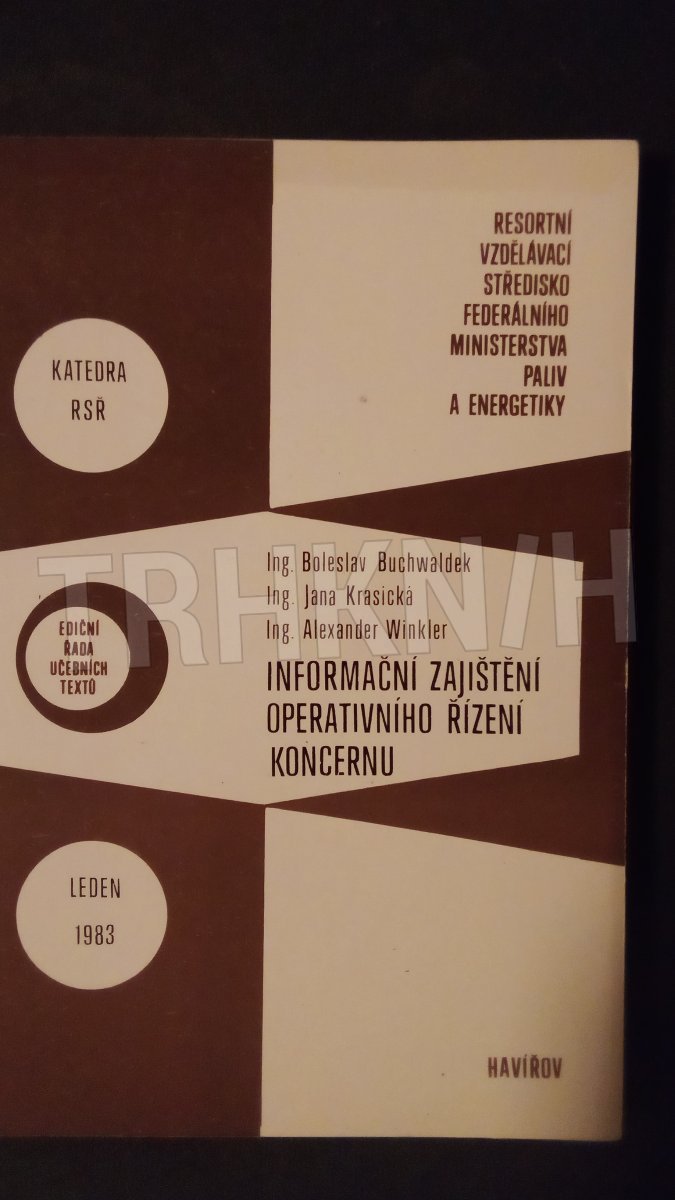 RESORTNÍ
VZDĚLÁVACÍ
STŘEDISKO
FEDERÁLNÍHO
MINISTERSTVA
PALIV
A ENERGETIKY
KATEDRA
RSŘ
Ing. Boleslav Buchwaldek
Ing. Jana Krasická
Ing. Alexander Winkler
INFORMAČNÍ ZAJIŠTĚNÍ
OPERATIVNÍHO ŘÍZENÍ
KONCERNU
EDIČNÍ
ŘADA
UČEBNÍCH
TEXTŮ
LEDEN
1983
HAVÍŘOV
TRHKN/H